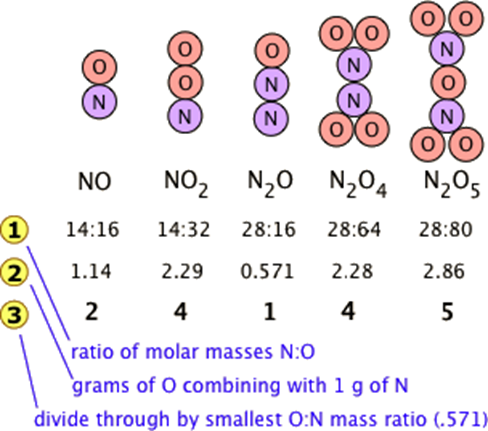 O O O O O O O
O O N N
N O N N O
N N
O O O O
NO NO₂ N₂O N₂O₄ N₂O₅
1 14:16 14:32 28:16 28:64 28:80
2 1.14 2.29 0.571 2.28 2.86
3 2 4 1 4 5
ratio of molar masses N:O
grams of O combining with 1 g of N
divide through by smallest O:N mass ratio (.571)